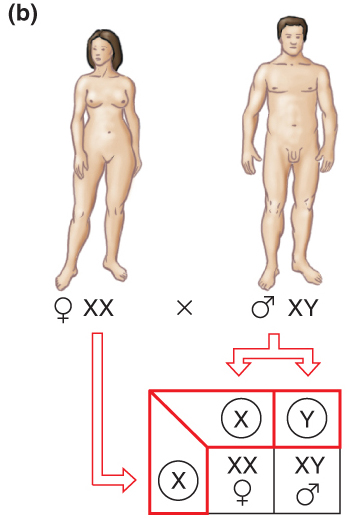 (b)
♀ XX × ♂ XY
X Y
X XX XY
♀ ♂